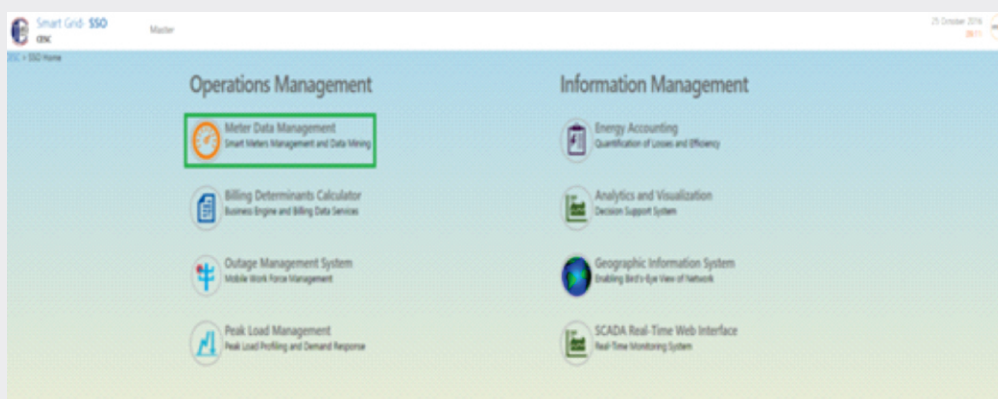 Smart Grid- SSO
CESC
Master
25 October 2016
CESC > SSO Home
Operations Management
Information Management
Meter Data Management
Smart Meters Management and Data Mining
Energy Accounting
Quantification of Losses and Efficiency
Billing Determinants Calculator
Business Engine and Billing Data Services
Analytics and Visualization
Decision Support System
Outage Management System
Mobile Work Force Management
Geographic Information System
Enabling Bird's-Eye View of Network
Peak Load Management
Peak Load Profiling and Demand Response
SCADA Real-Time Web Interface
Real-Time Monitoring System